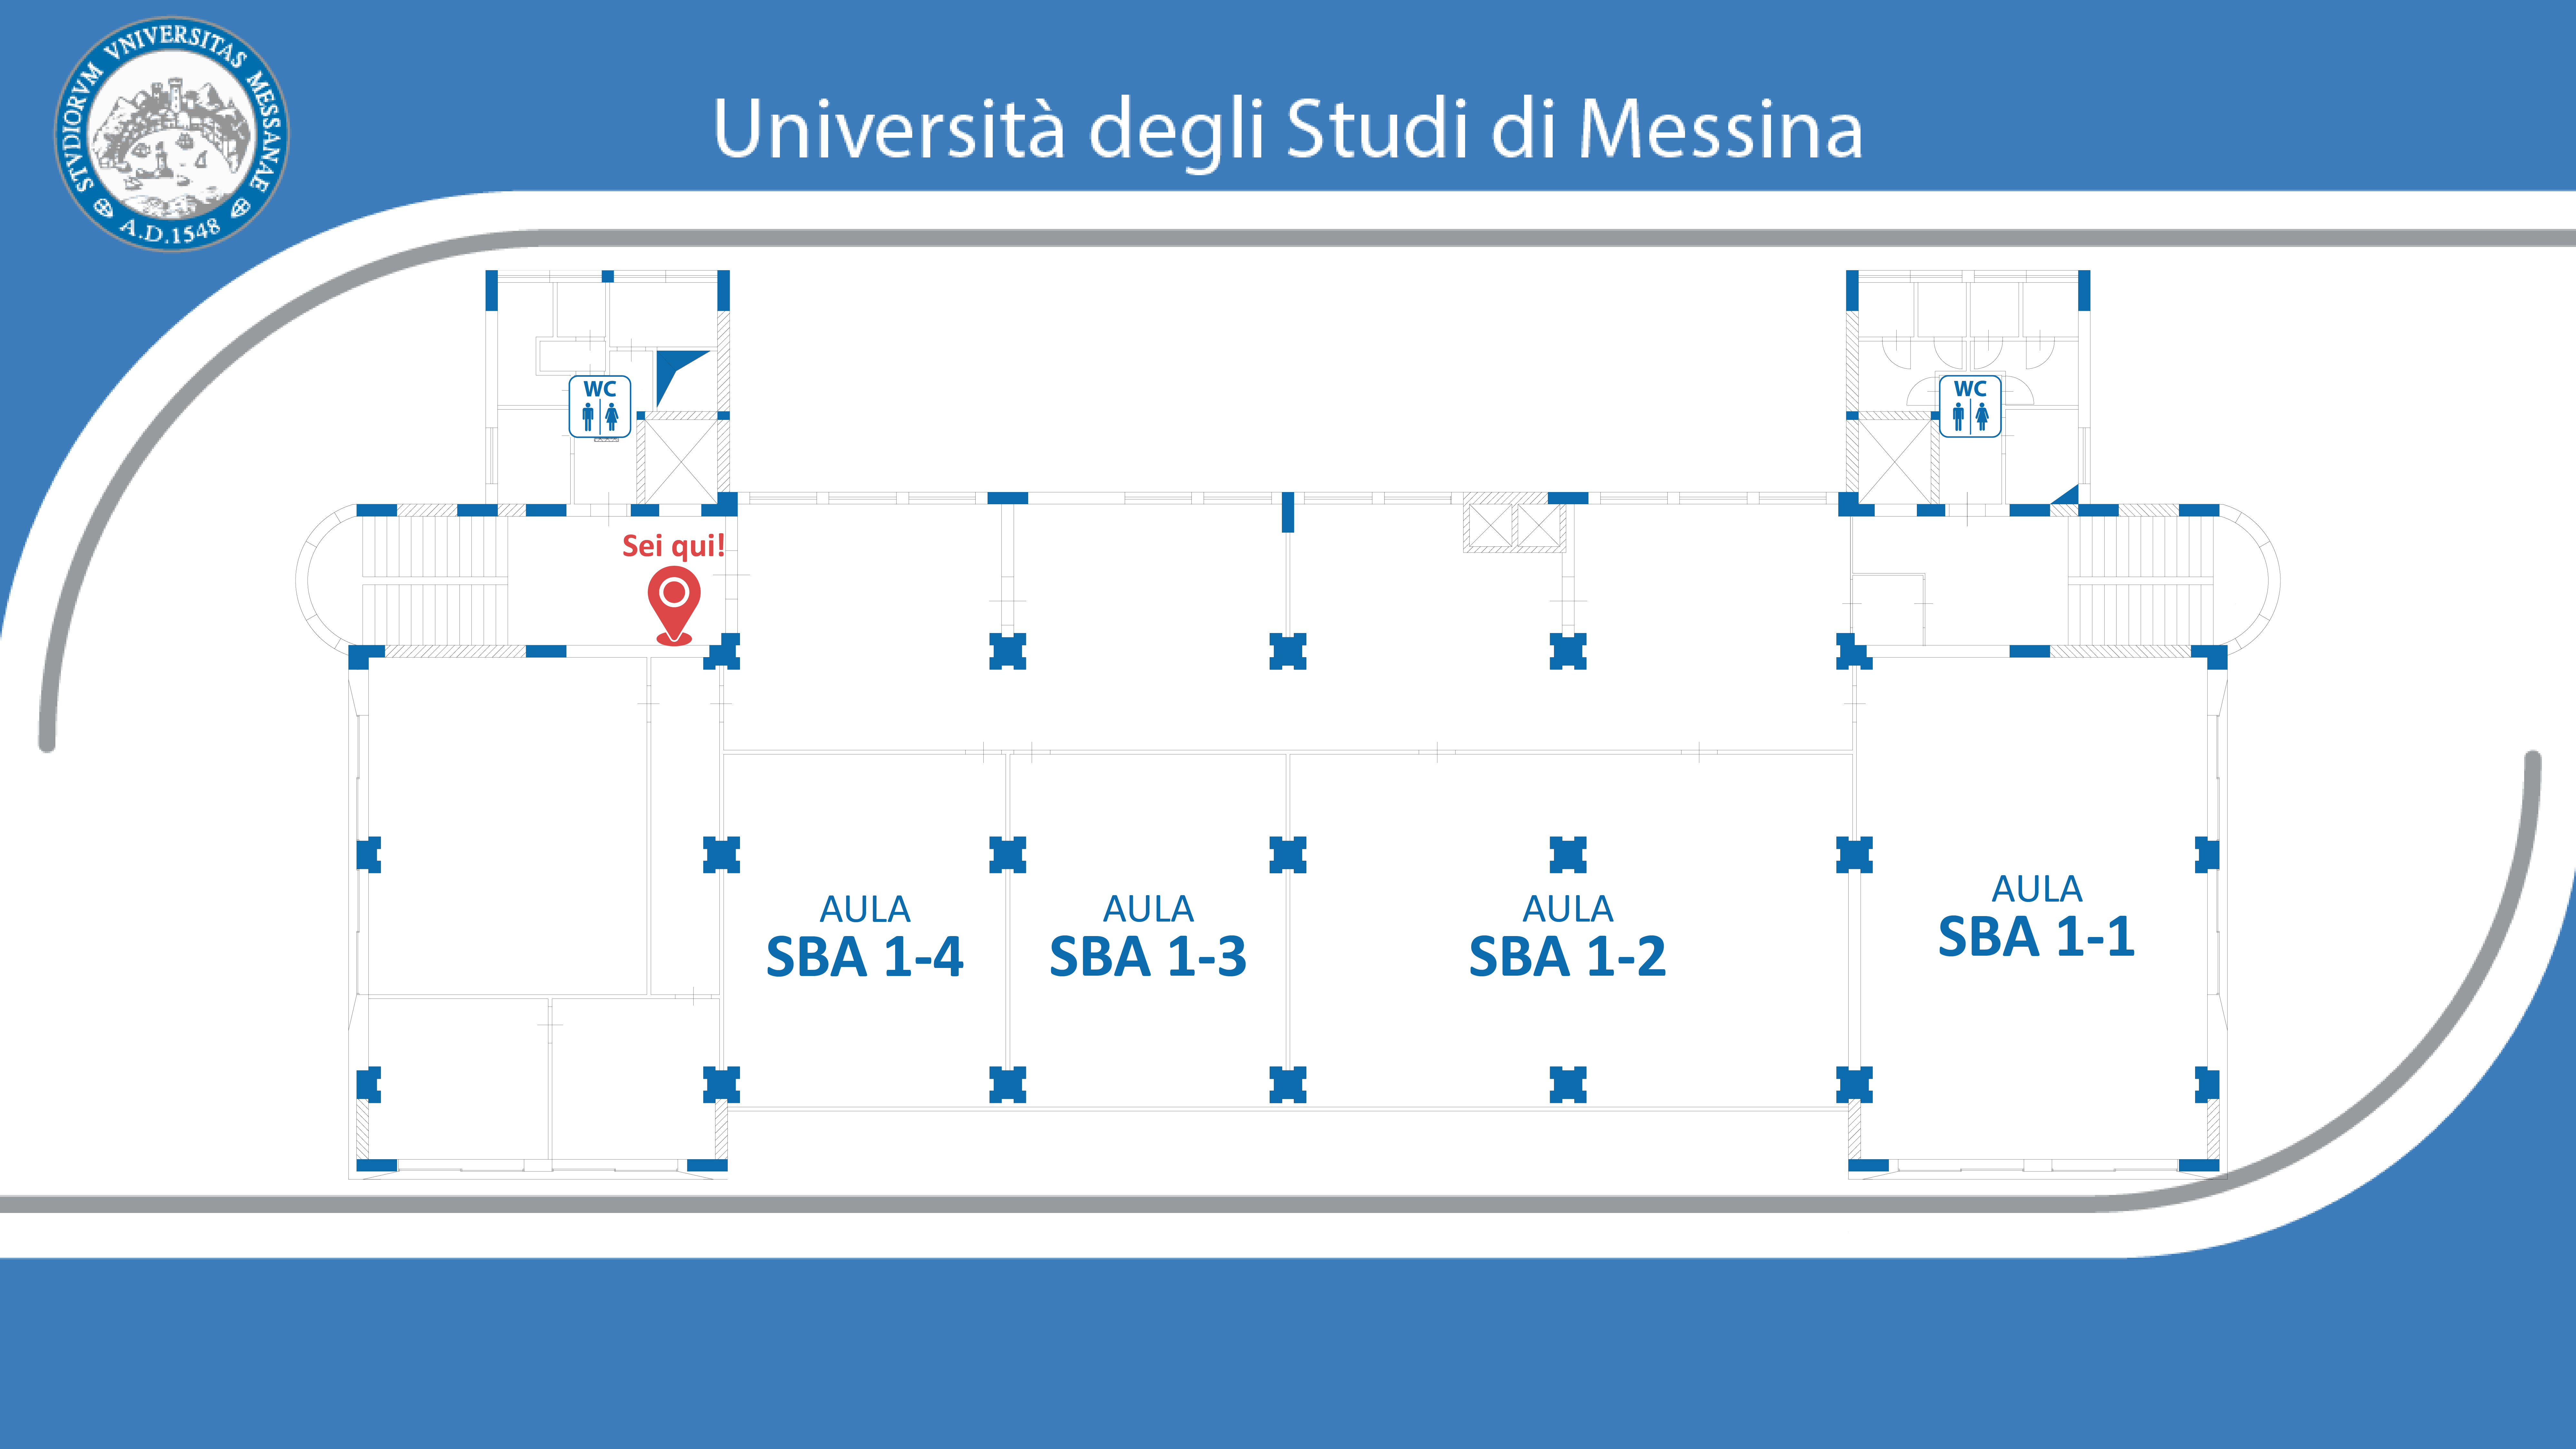 STVDIORVM VNIVERSITAS MESSANAE
A.D.1548
Università degli Studi di Messina
WC
WC
Sei qui!
AULA
SBA 1-4
AULA
SBA 1-3
AULA
SBA 1-2
AULA
SBA 1-1